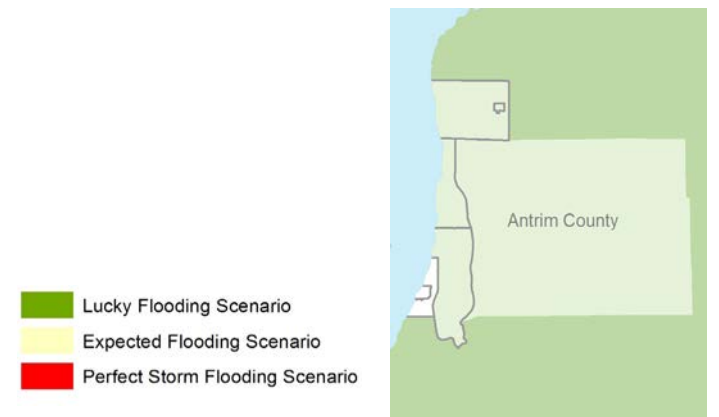 Antrim County
Lucky Flooding Scenario
Expected Flooding Scenario
Perfect Storm Flooding Scenario